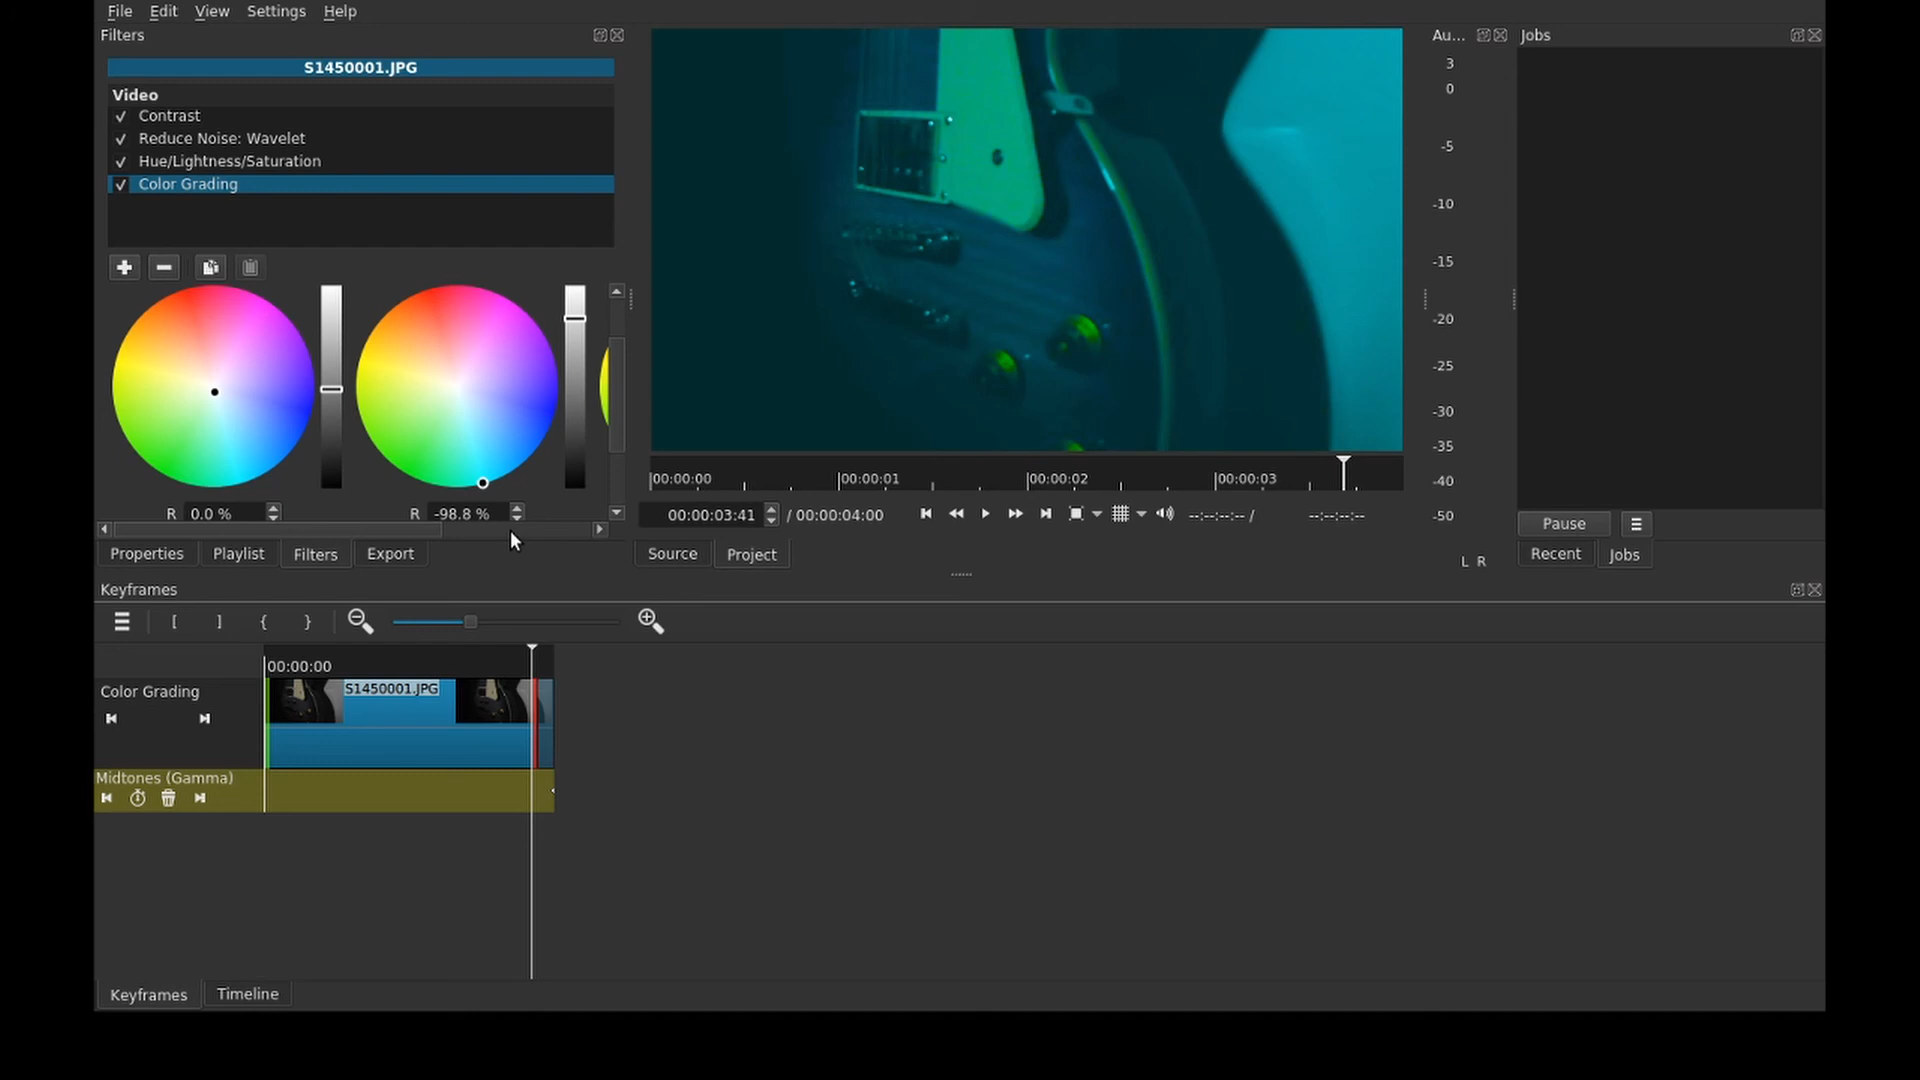 File Edit View Settings Help
Filters
S1450001.JPG
Video
Contrast
Reduce Noise: Wavelet
Hue/Lightness/Saturation
Color Grading
R 0.0 % R -98.8 %
Properties Playlist Filters Export
00:00:00 00:00:01 00:00:02 00:00:03
00:00:03:41 / 00:00:04:00 --:--:--:-- / --:--:--:--
Source Project
Au...
3
0
-5
-10
-15
-20
-25
-30
-35
-40
-50
L R
Jobs
Pause
Recent Jobs
Keyframes
[ ] { }
00:00:00
Color Grading
S1450001.JPG
Midtones (Gamma)
Keyframes Timeline